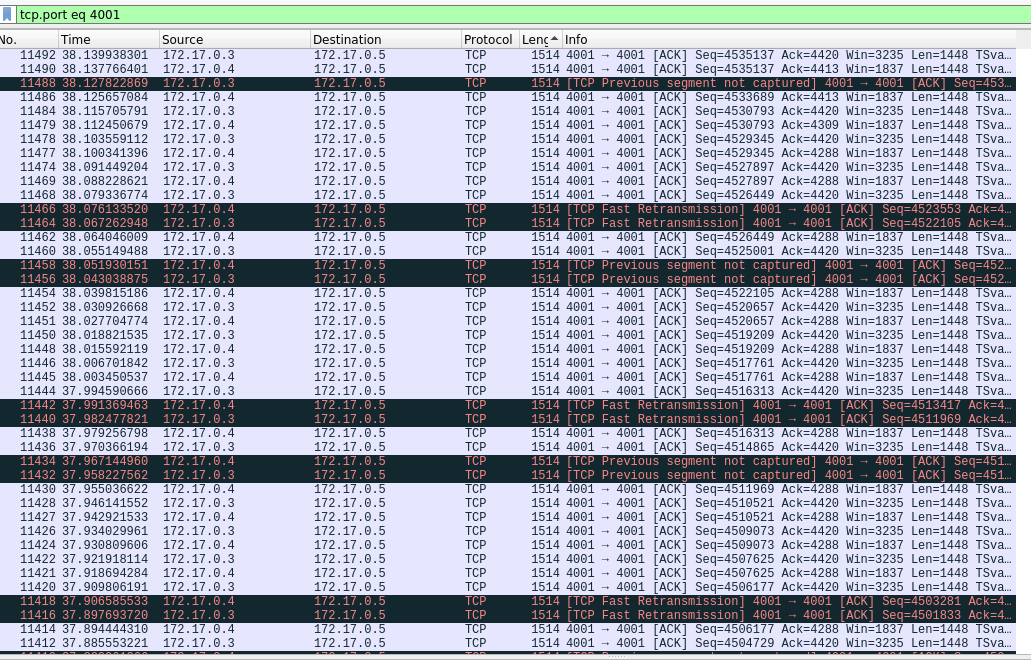 tcp.port eq 4001
No. Time Source Destination Protocol Leng Info
11492 38.139938301 172.17.0.3 172.17.0.5 TCP 1514 4001 → 4001 [ACK] Seq=4535137 Ack=4420 Win=3235 Len=1448 TSva…
11490 38.137766401 172.17.0.4 172.17.0.5 TCP 1514 4001 → 4001 [ACK] Seq=4535137 Ack=4413 Win=1837 Len=1448 TSva…
11488 38.127822869 172.17.0.3 172.17.0.5 TCP 1514 [TCP Previous segment not captured] 4001 → 4001 [ACK] Seq=453…
11486 38.125657084 172.17.0.4 172.17.0.5 TCP 1514 4001 → 4001 [ACK] Seq=4533689 Ack=4413 Win=1837 Len=1448 TSva…
11484 38.115705791 172.17.0.3 172.17.0.5 TCP 1514 4001 → 4001 [ACK] Seq=4530793 Ack=4420 Win=3235 Len=1448 TSva…
11479 38.112450679 172.17.0.4 172.17.0.5 TCP 1514 4001 → 4001 [ACK] Seq=4530793 Ack=4309 Win=1837 Len=1448 TSva…
11478 38.103559112 172.17.0.3 172.17.0.5 TCP 1514 4001 → 4001 [ACK] Seq=4529345 Ack=4420 Win=3235 Len=1448 TSva…
11477 38.100341396 172.17.0.4 172.17.0.5 TCP 1514 4001 → 4001 [ACK] Seq=4529345 Ack=4288 Win=1837 Len=1448 TSva…
11474 38.091449204 172.17.0.3 172.17.0.5 TCP 1514 4001 → 4001 [ACK] Seq=4527897 Ack=4420 Win=3235 Len=1448 TSva…
11469 38.088228621 172.17.0.4 172.17.0.5 TCP 1514 4001 → 4001 [ACK] Seq=4527897 Ack=4288 Win=1837 Len=1448 TSva…
11468 38.079336774 172.17.0.3 172.17.0.5 TCP 1514 4001 → 4001 [ACK] Seq=4526449 Ack=4420 Win=3235 Len=1448 TSva…
11466 38.076133520 172.17.0.4 172.17.0.5 TCP 1514 [TCP Fast Retransmission] 4001 → 4001 [ACK] Seq=4523553 Ack=4…
11464 38.067262948 172.17.0.3 172.17.0.5 TCP 1514 [TCP Fast Retransmission] 4001 → 4001 [ACK] Seq=4522105 Ack=4…
11462 38.064046009 172.17.0.4 172.17.0.5 TCP 1514 4001 → 4001 [ACK] Seq=4526449 Ack=4288 Win=1837 Len=1448 TSva…
11460 38.055149488 172.17.0.3 172.17.0.5 TCP 1514 4001 → 4001 [ACK] Seq=4525001 Ack=4420 Win=3235 Len=1448 TSva…
11458 38.051930151 172.17.0.4 172.17.0.5 TCP 1514 [TCP Previous segment not captured] 4001 → 4001 [ACK] Seq=452…
11456 38.043038875 172.17.0.3 172.17.0.5 TCP 1514 [TCP Previous segment not captured] 4001 → 4001 [ACK] Seq=452…
11454 38.039815186 172.17.0.4 172.17.0.5 TCP 1514 4001 → 4001 [ACK] Seq=4522105 Ack=4288 Win=1837 Len=1448 TSva…
11452 38.030926668 172.17.0.3 172.17.0.5 TCP 1514 4001 → 4001 [ACK] Seq=4520657 Ack=4420 Win=3235 Len=1448 TSva…
11451 38.027704774 172.17.0.4 172.17.0.5 TCP 1514 4001 → 4001 [ACK] Seq=4520657 Ack=4288 Win=1837 Len=1448 TSva…
11450 38.018821535 172.17.0.3 172.17.0.5 TCP 1514 4001 → 4001 [ACK] Seq=4519209 Ack=4420 Win=3235 Len=1448 TSva…
11448 38.015592119 172.17.0.4 172.17.0.5 TCP 1514 4001 → 4001 [ACK] Seq=4519209 Ack=4288 Win=1837 Len=1448 TSva…
11446 38.006701842 172.17.0.3 172.17.0.5 TCP 1514 4001 → 4001 [ACK] Seq=4517761 Ack=4420 Win=3235 Len=1448 TSva…
11445 38.003450537 172.17.0.4 172.17.0.5 TCP 1514 4001 → 4001 [ACK] Seq=4517761 Ack=4288 Win=1837 Len=1448 TSva…
11444 37.994590666 172.17.0.3 172.17.0.5 TCP 1514 4001 → 4001 [ACK] Seq=4516313 Ack=4420 Win=3235 Len=1448 TSva…
11442 37.991369463 172.17.0.4 172.17.0.5 TCP 1514 [TCP Fast Retransmission] 4001 → 4001 [ACK] Seq=4513417 Ack=4…
11440 37.982477821 172.17.0.3 172.17.0.5 TCP 1514 [TCP Fast Retransmission] 4001 → 4001 [ACK] Seq=4511969 Ack=4…
11438 37.979256798 172.17.0.4 172.17.0.5 TCP 1514 4001 → 4001 [ACK] Seq=4516313 Ack=4288 Win=1837 Len=1448 TSva…
11436 37.970366194 172.17.0.3 172.17.0.5 TCP 1514 4001 → 4001 [ACK] Seq=4514865 Ack=4420 Win=3235 Len=1448 TSva…
11434 37.967144960 172.17.0.4 172.17.0.5 TCP 1514 [TCP Previous segment not captured] 4001 → 4001 [ACK] Seq=451…
11432 37.958227562 172.17.0.3 172.17.0.5 TCP 1514 [TCP Previous segment not captured] 4001 → 4001 [ACK] Seq=451…
11430 37.955036622 172.17.0.4 172.17.0.5 TCP 1514 4001 → 4001 [ACK] Seq=4511969 Ack=4288 Win=1837 Len=1448 TSva…
11428 37.946141552 172.17.0.3 172.17.0.5 TCP 1514 4001 → 4001 [ACK] Seq=4510521 Ack=4420 Win=3235 Len=1448 TSva…
11427 37.942921533 172.17.0.4 172.17.0.5 TCP 1514 4001 → 4001 [ACK] Seq=4510521 Ack=4288 Win=1837 Len=1448 TSva…
11426 37.934029961 172.17.0.3 172.17.0.5 TCP 1514 4001 → 4001 [ACK] Seq=4509073 Ack=4420 Win=3235 Len=1448 TSva…
11424 37.930809606 172.17.0.4 172.17.0.5 TCP 1514 4001 → 4001 [ACK] Seq=4509073 Ack=4288 Win=1837 Len=1448 TSva…
11422 37.921918114 172.17.0.3 172.17.0.5 TCP 1514 4001 → 4001 [ACK] Seq=4507625 Ack=4420 Win=3235 Len=1448 TSva…
11421 37.918694284 172.17.0.4 172.17.0.5 TCP 1514 4001 → 4001 [ACK] Seq=4507625 Ack=4288 Win=1837 Len=1448 TSva…
11420 37.909806191 172.17.0.3 172.17.0.5 TCP 1514 4001 → 4001 [ACK] Seq=4506177 Ack=4420 Win=3235 Len=1448 TSva…
11418 37.906585533 172.17.0.4 172.17.0.5 TCP 1514 [TCP Fast Retransmission] 4001 → 4001 [ACK] Seq=4503281 Ack=4…
11416 37.897693720 172.17.0.3 172.17.0.5 TCP 1514 [TCP Fast Retransmission] 4001 → 4001 [ACK] Seq=4501833 Ack=4…
11414 37.894444310 172.17.0.4 172.17.0.5 TCP 1514 4001 → 4001 [ACK] Seq=4506177 Ack=4288 Win=1837 Len=1448 TSva…
11412 37.885553221 172.17.0.3 172.17.0.5 TCP 1514 4001 → 4001 [ACK] Seq=4504729 Ack=4420 Win=3235 Len=1448 TSva…